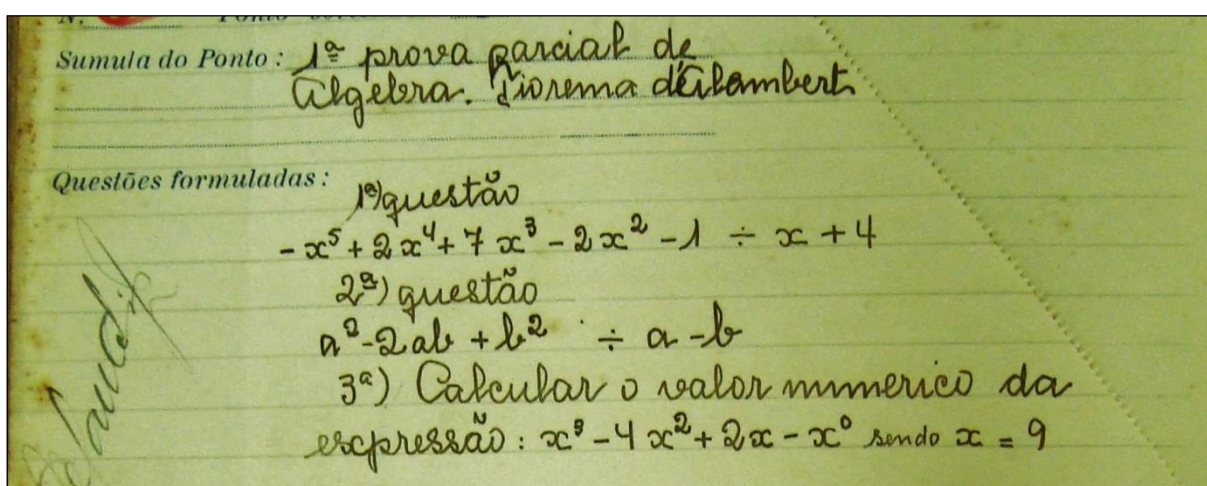 N.
Sumula do Ponto: 1ª prova parcial de
Algebra. Tiorema d'Alambert
Questões formuladas:
1ª) questão
- x⁵ + 2x⁴ + 7x³ - 2x² - 1 ÷ x + 4
2ª) questão
a² - 2ab + b² ÷ a - b
3ª) Calcular o valor numerico da
expressão: x³ - 4x² + 2x - x⁰ sendo x = 9